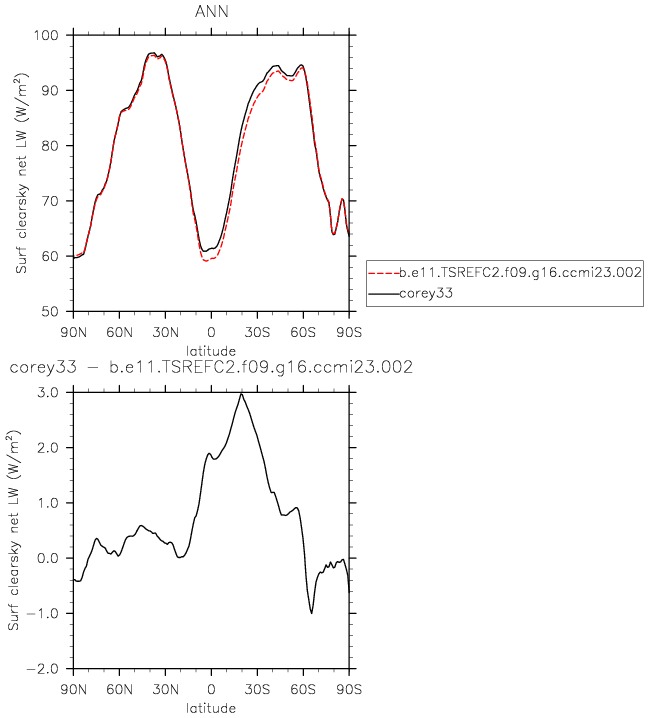 ANN
Surf clearsky net LW (W/m²)
100
90
80
70
60
50
90N 60N 30N 0 30S 60S 90S
latitude
b.e11.TSREFC2.f09.g16.ccmi23.002
corey33
corey33 − b.e11.TSREFC2.f09.g16.ccmi23.002
Surf clearsky net LW (W/m²)
3.0
2.0
1.0
0.0
−1.0
−2.0
90N 60N 30N 0 30S 60S 90S
latitude